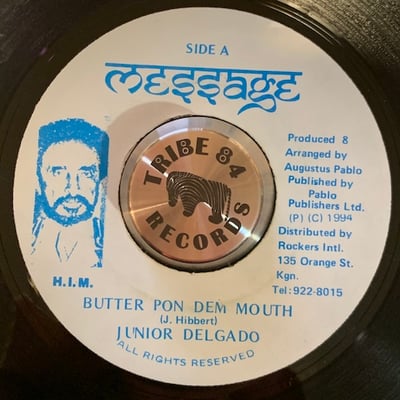 SIDE A
message
Produced &
Arranged by
Augustus Pablo
Published by
Pablo
Publishers Ltd.
(P) (C) 1994
Distributed by
Rockers Intl.
135 Orange St.
Kgn.
Tel: 922-8015
TRIBE 84
RECORDS
H.I.M.
BUTTER PON DEM MOUTH
(J. Hibbert)
JUNIOR DELGADO
ALL RIGHTS RESERVED